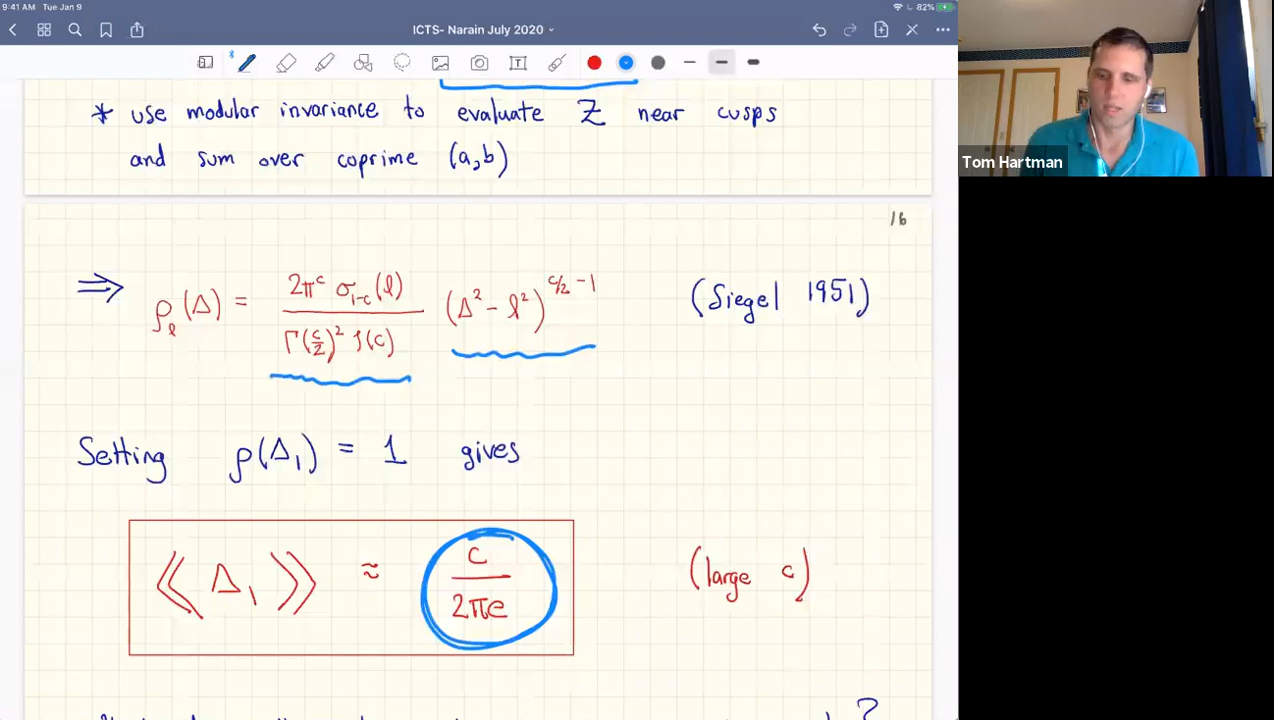 9:41 AM Tue Jan 9
82%
ICTS- Narain July 2020
* use modular invariance to evaluate Z near cusps
and sum over coprime (a,b)
16
⇒ ρ_ℓ(Δ) = 2π^c σ_{1-c}(ℓ) / Γ(c/2)^2 ζ(c) (Δ^2 - ℓ^2)^{c/2 - 1} (Siegel 1951)
Setting ρ(Δ_1) = 1 gives
⟪Δ_1⟫ ≈ c / 2πe (large c)
Tom Hartman